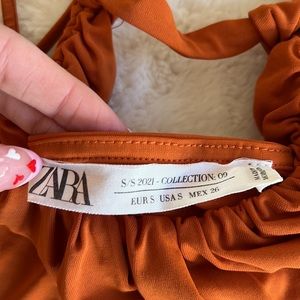 ZARA
S/S 2021 - COLLECTION: 09
EUR S USA S MEX 26